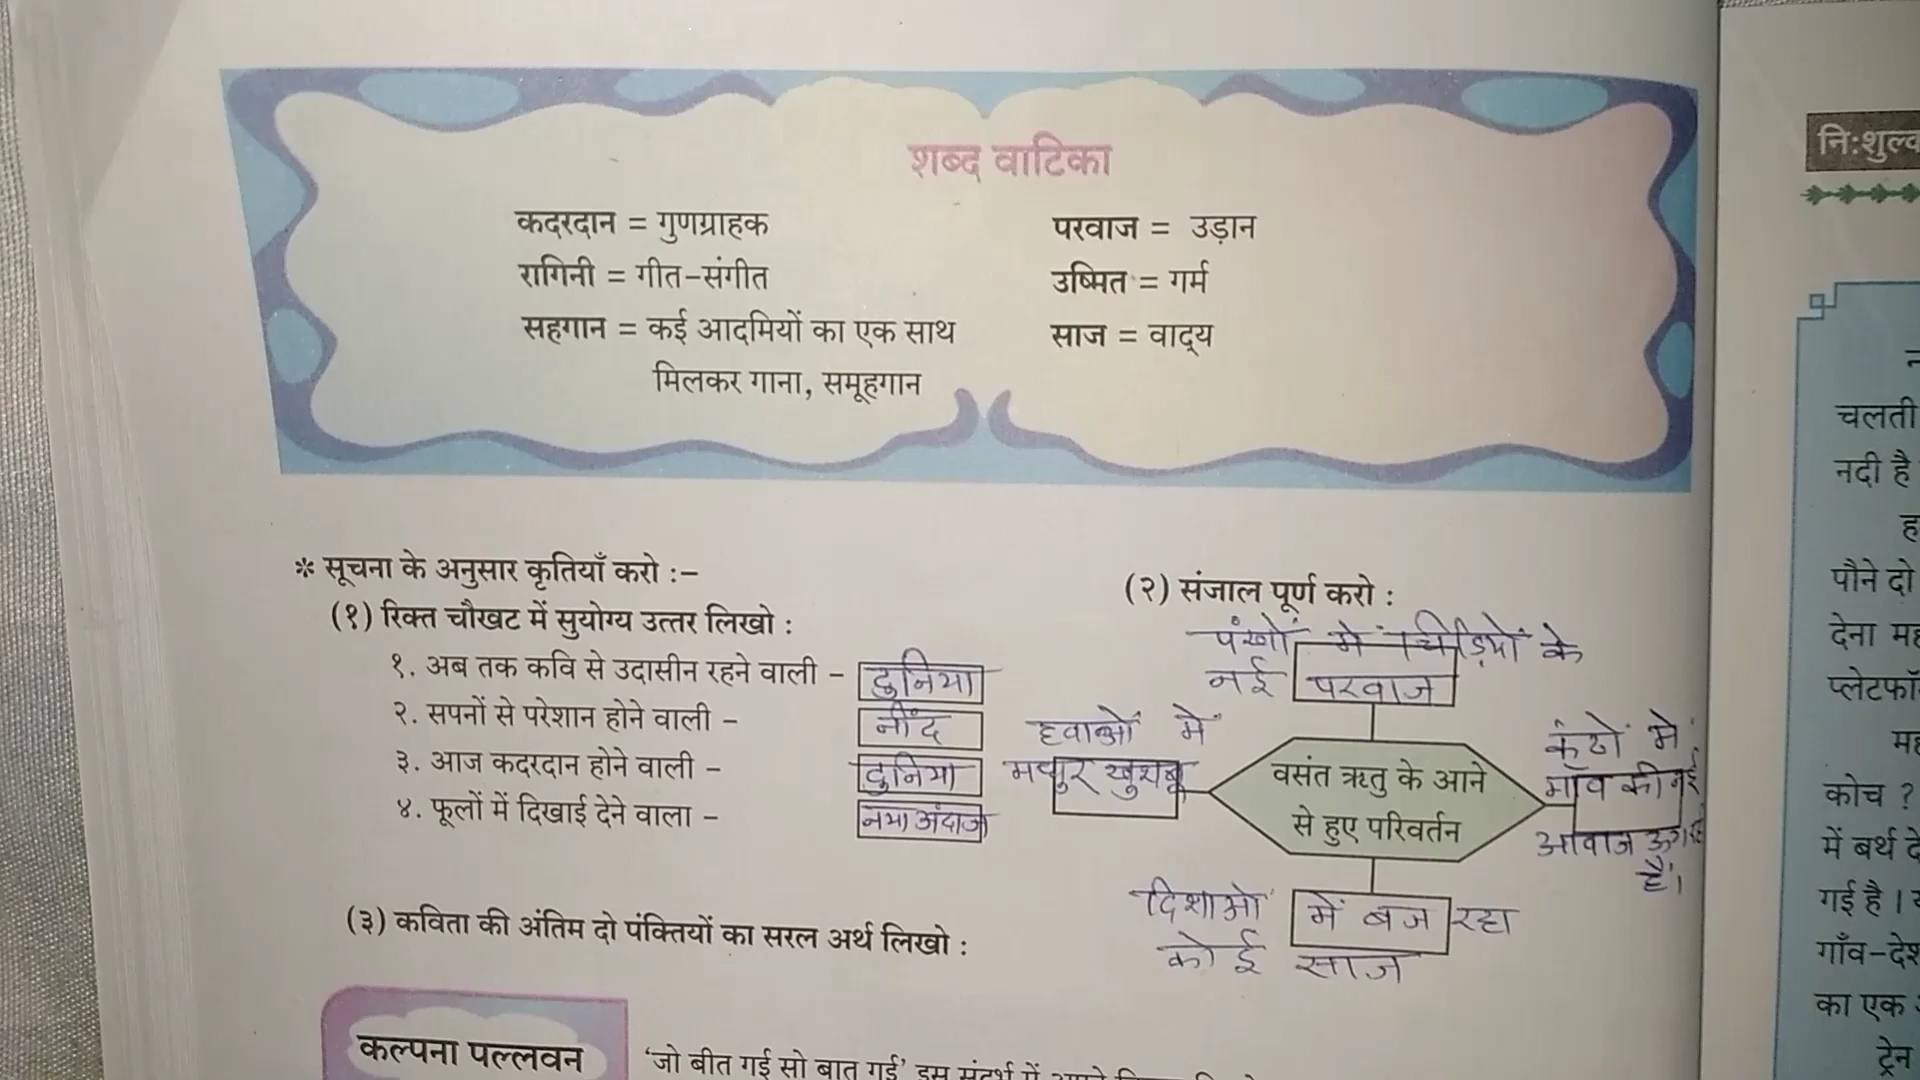 शब्द वाटिका
कदरदान = गुणग्राहक
रागिनी = गीत-संगीत
सहगान = कई आदमियों का एक साथ
मिलकर गाना, समूहगान
परवाज = उड़ान
उष्मित = गर्म
साज = वाद्‌य
* सूचना के अनुसार कृतियाँ करो :-
(१) रिक्त चौखट में सुयोग्य उत्तर लिखो :
१. अब तक कवि से उदासीन रहने वाली - दुनिया
२. सपनों से परेशान होने वाली - नींद
३. आज कदरदान होने वाली - दुनिया
४. फूलों में दिखाई देने वाला - नया अंदाज
(२) संजाल पूर्ण करो :
पंखों में चिड़ियों के
नई परवाज
हवाओं में
मधुर खुशबू
वसंत ऋतु के आने
से हुए परिवर्तन
कंठों में
की नई
आवाज
है।
दिशाओ में बज रहा
कोई साज
(३) कविता की अंतिम दो पंक्तियों का सरल अर्थ लिखो :
कल्पना पल्लवन
‘जो बीत गई सो बात गई’ इस संदर्भ में
नि:शुल्क
चलती
नदी है
पौने दो
देना
कोच ?
में बर्थ
गई है ।
गाँव-देश
का एक
ट्रेन